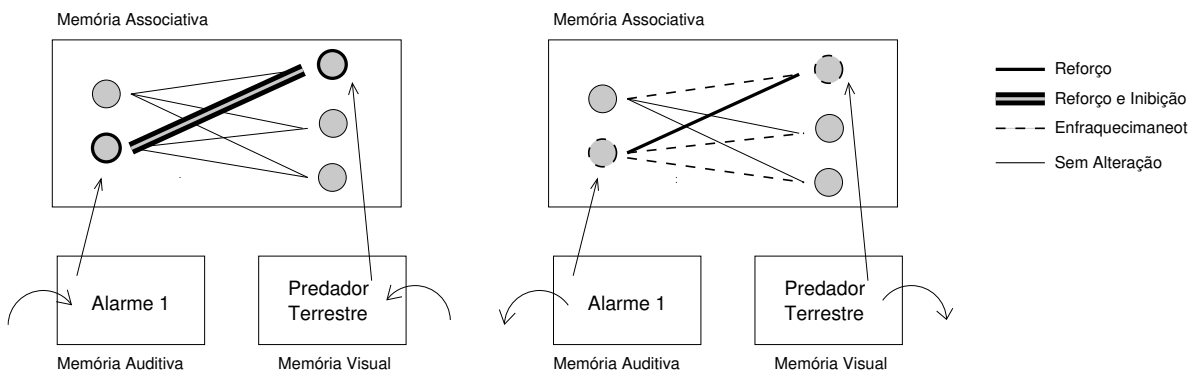 Memória Associativa
Alarme 1
Predador
Terrestre
Memória Auditiva
Memória Visual
Memória Associativa
Alarme 1
Predador
Terrestre
Memória Auditiva
Memória Visual
Reforço
Reforço e Inibição
Enfraquecimaneot
Sem Alteração